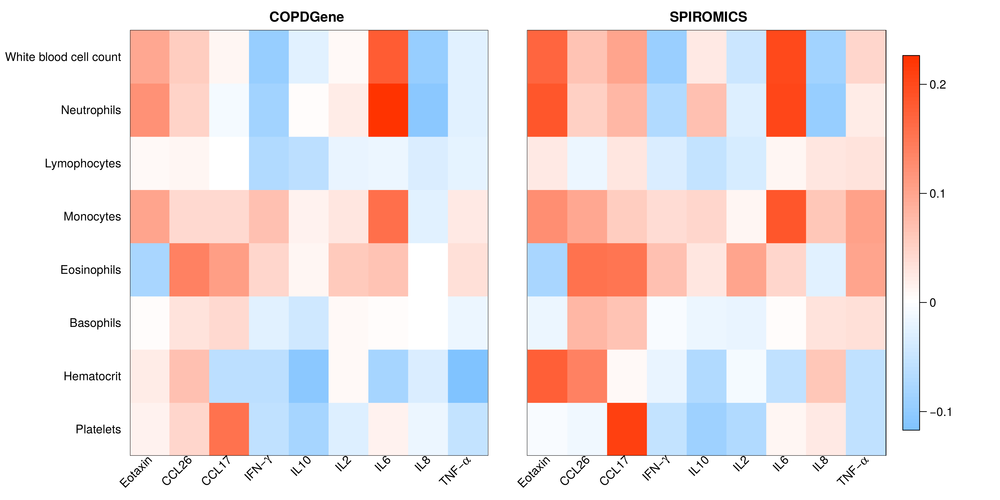 COPDGene
SPIROMICS
White blood cell count
Neutrophils
Lymophocytes
Monocytes
Eosinophils
Basophils
Hematocrit
Platelets
Eotaxin
CCL26
CCL17
IFN−γ
IL10
IL2
IL6
IL8
TNF−α
Eotaxin
CCL26
CCL17
IFN−γ
IL10
IL2
IL6
IL8
TNF−α
0.2
0.1
0
−0.1